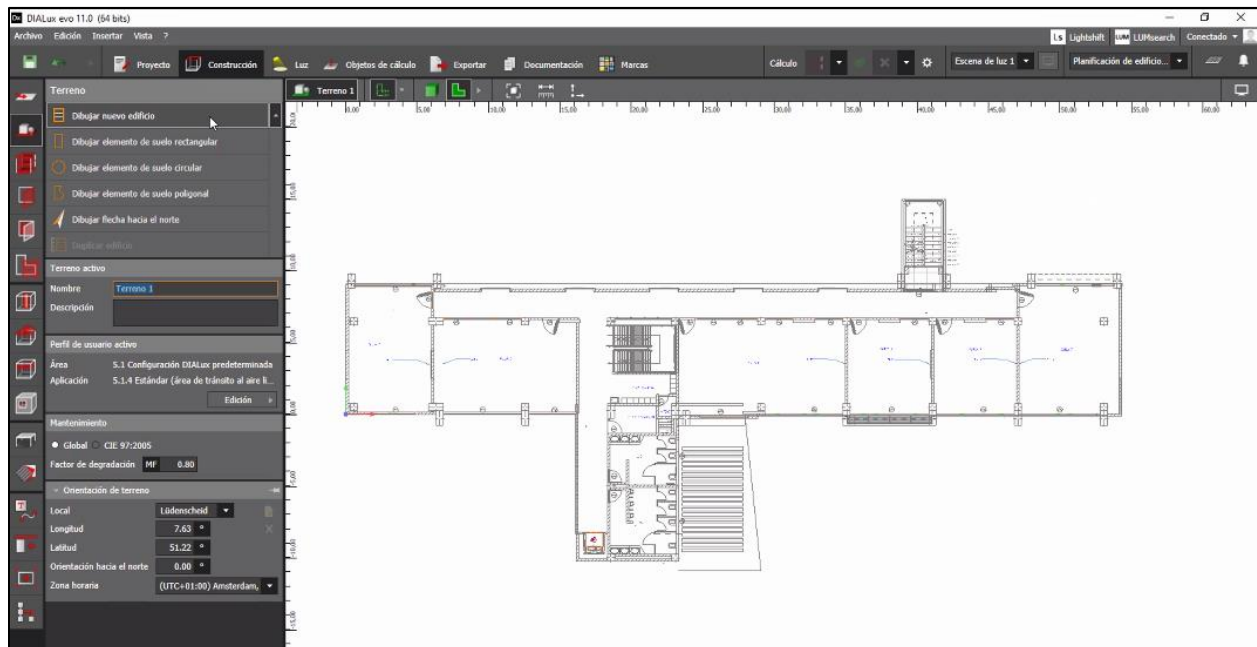 DIALux evo 11.0 (64 bits)
Archivo Edición Insertar Vista ?
Ls Lightshift LUM LUMsearch Conectado
Proyecto Construcción Luz Objetos de cálculo Exportar Documentación Marcas Cálculo Escena de luz 1 Planificación de edificio...
Terreno
Terreno 1
Dibujar nuevo edificio
Dibujar elemento de suelo rectangular
Dibujar elemento de suelo circular
Dibujar elemento de suelo poligonal
Dibujar flecha hacia el norte
Duplicar edificio
Terreno activo
Nombre Terreno 1
Descripción
Perfil de usuario activo
Área 5.1 Configuración DIALux predeterminada
Aplicación 5.1.4 Estándar (área de tránsito al aire li...
Edición
Mantenimiento
Global CIE 97:2005
Factor de degradación MF 0.80
Orientación de terreno
Local Lüdenscheid
Longitud 7.63 °
Latitud 51.22 °
Orientación hacia el norte 0.00 °
Zona horaria (UTC+01:00) Amsterdam,